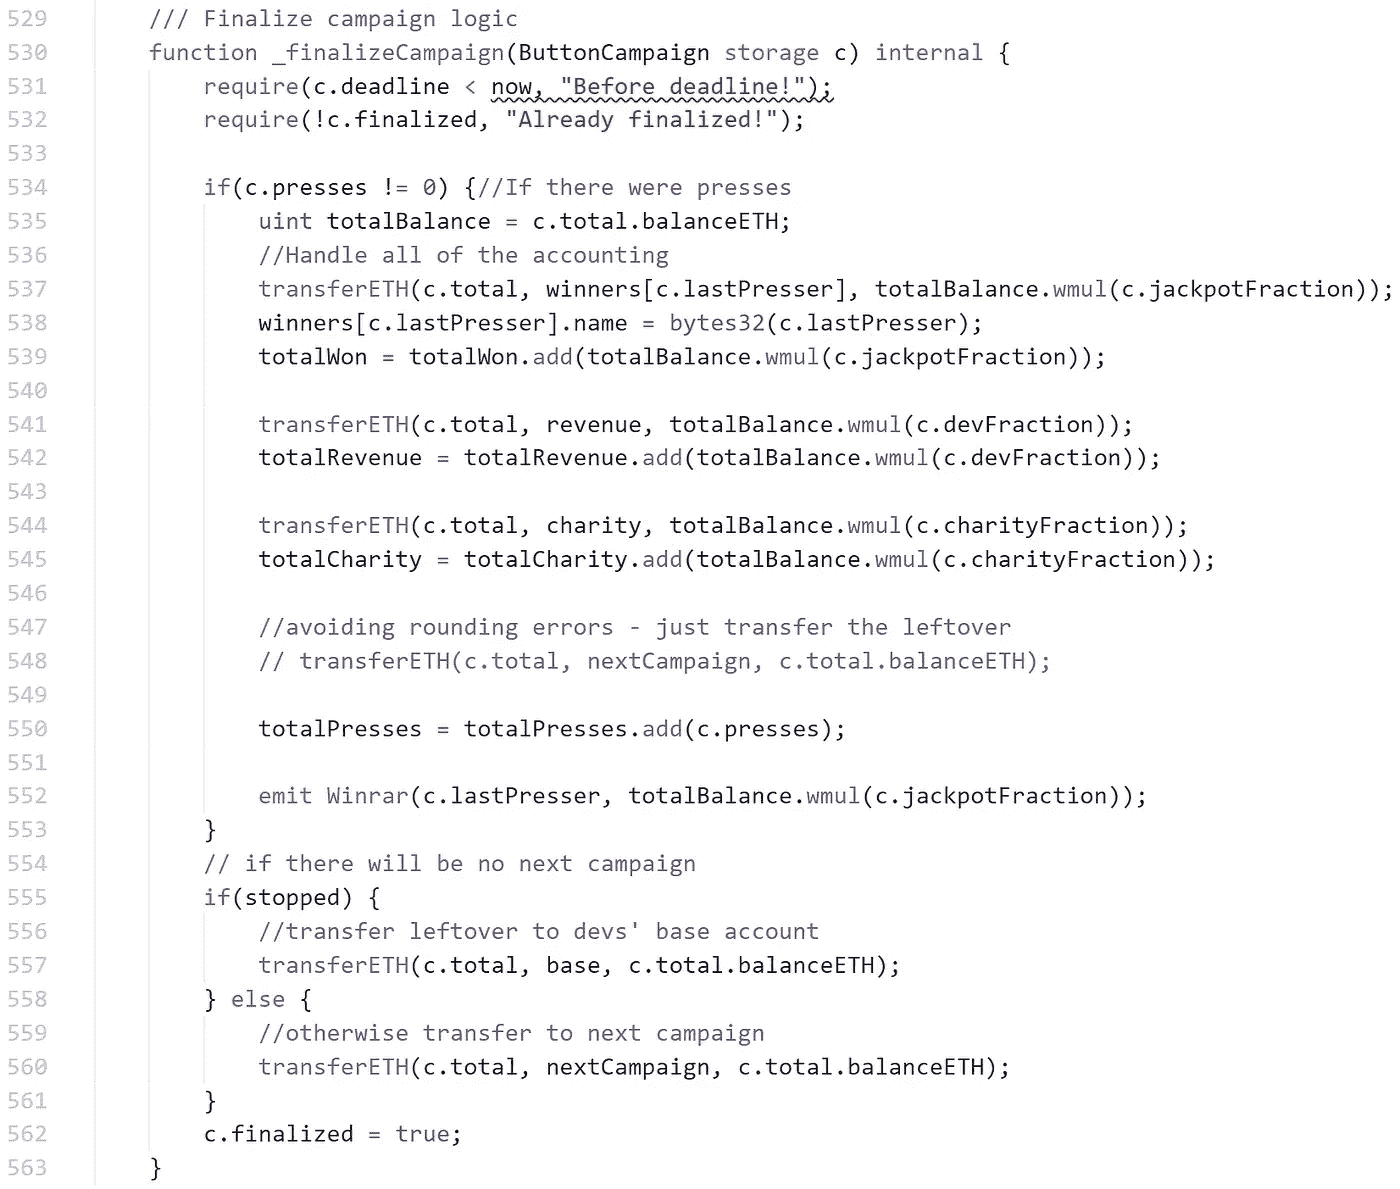 529 /// Finalize campaign logic
530 function _finalizeCampaign(ButtonCampaign storage c) internal {
531     require(c.deadline < now, "Before deadline!");
532     require(!c.finalized, "Already finalized!");
533
534     if(c.presses != 0) {//If there were presses
535         uint totalBalance = c.total.balanceETH;
536         //Handle all of the accounting
537         transferETH(c.total, winners[c.lastPresser], totalBalance.wmul(c.jackpotFraction));
538         winners[c.lastPresser].name = bytes32(c.lastPresser);
539         totalWon = totalWon.add(totalBalance.wmul(c.jackpotFraction));
540
541         transferETH(c.total, revenue, totalBalance.wmul(c.devFraction));
542         totalRevenue = totalRevenue.add(totalBalance.wmul(c.devFraction));
543
544         transferETH(c.total, charity, totalBalance.wmul(c.charityFraction));
545         totalCharity = totalCharity.add(totalBalance.wmul(c.charityFraction));
546
547         //avoiding rounding errors - just transfer the leftover
548         // transferETH(c.total, nextCampaign, c.total.balanceETH);
549
550         totalPresses = totalPresses.add(c.presses);
551
552         emit Winrar(c.lastPresser, totalBalance.wmul(c.jackpotFraction));
553     }
554     // if there will be no next campaign
555     if(stopped) {
556         //transfer leftover to devs' base account
557         transferETH(c.total, base, c.total.balanceETH);
558     } else {
559         //otherwise transfer to next campaign
560         transferETH(c.total, nextCampaign, c.total.balanceETH);
561     }
562     c.finalized = true;
563 }